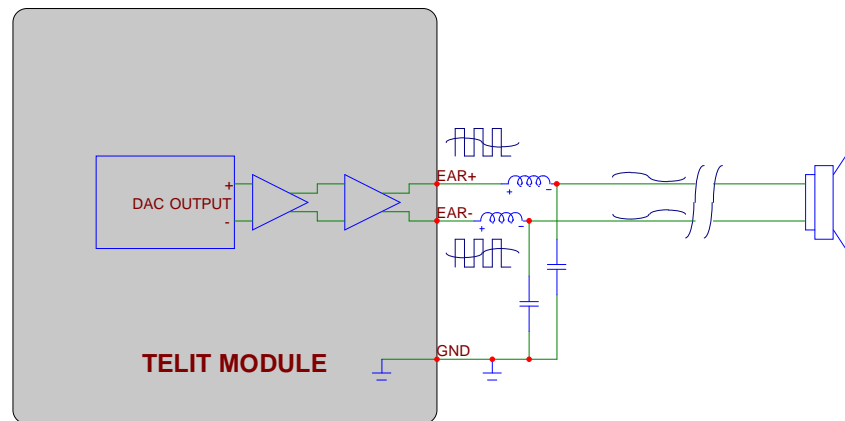 EAR+
+
-
+
DAC OUTPUT
-
EAR-
+
-
GND
TELIT MODULE